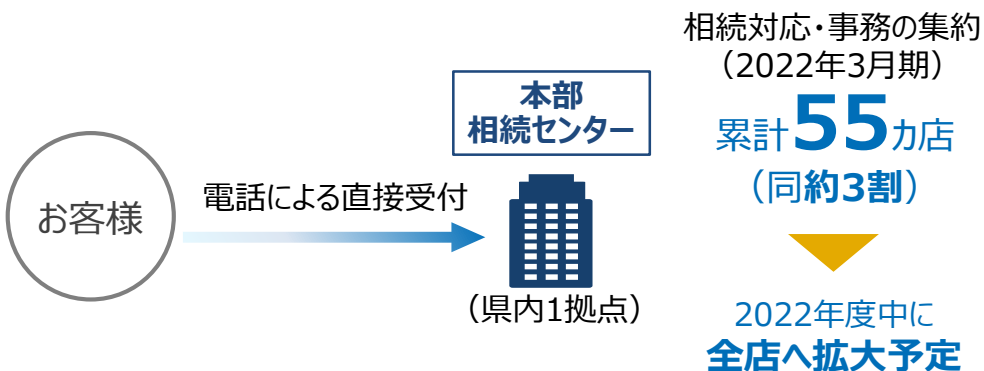 お客様
電話による直接受付
本部
相続センター
（県内1拠点）
相続対応・事務の集約
（2022年3月期）
累計55カ店
（同約3割）
2022年度中に
全店へ拡大予定